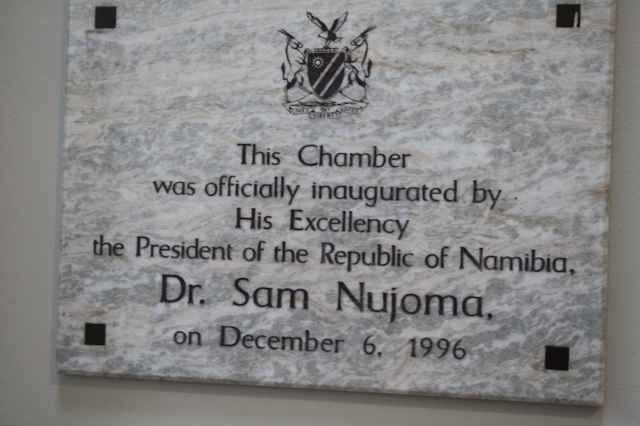 This Chamber
was officially inaugurated by
His Excellency
the President of the Republic of Namibia,
Dr. Sam Nujoma,
on December 6, 1996